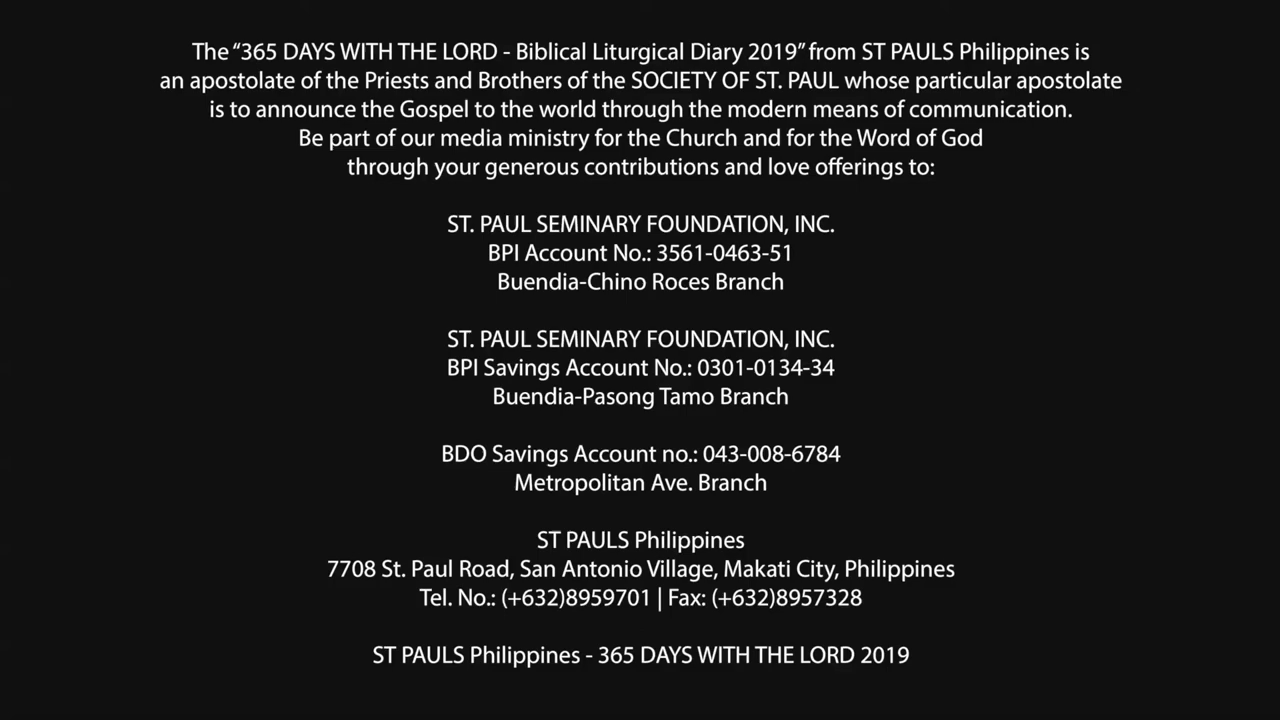 The “365 DAYS WITH THE LORD - Biblical Liturgical Diary 2019” from ST PAULS Philippines is
an apostolate of the Priests and Brothers of the SOCIETY OF ST. PAUL whose particular apostolate
is to announce the Gospel to the world through the modern means of communication.
Be part of our media ministry for the Church and for the Word of God
through your generous contributions and love offerings to:
ST. PAUL SEMINARY FOUNDATION, INC.
BPI Account No.: 3561-0463-51
Buendia-Chino Roces Branch
ST. PAUL SEMINARY FOUNDATION, INC.
BPI Savings Account No.: 0301-0134-34
Buendia-Pasong Tamo Branch
BDO Savings Account no.: 043-008-6784
Metropolitan Ave. Branch
ST PAULS Philippines
7708 St. Paul Road, San Antonio Village, Makati City, Philippines
Tel. No.: (+632)8959701 | Fax: (+632)8957328
ST PAULS Philippines - 365 DAYS WITH THE LORD 2019